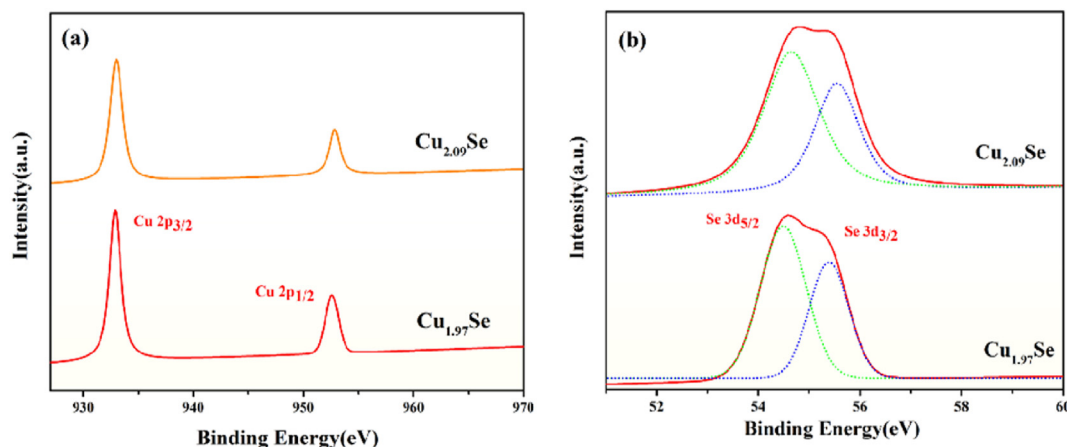 (a)
Cu2.09Se
Cu 2p3/2
Cu 2p1/2
Cu1.97Se
Intensity(a.u.)
930 940 950 960 970
Binding Energy(eV)
(b)
Cu2.09Se
Se 3d5/2
Se 3d3/2
Cu1.97Se
Intensity(a.u.)
52 54 56 58 60
Binding Energy(eV)